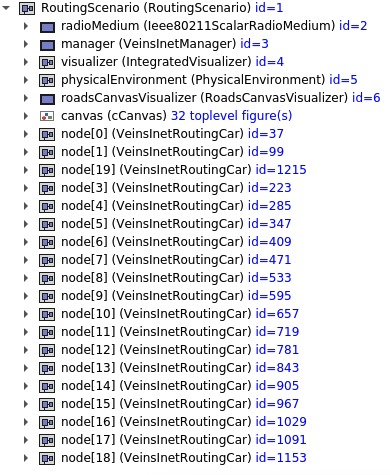 RoutingScenario (RoutingScenario) id=1
radioMedium (Ieee80211ScalarRadioMedium) id=2
manager (VeinsInetManager) id=3
visualizer (IntegratedVisualizer) id=4
physicalEnvironment (PhysicalEnvironment) id=5
roadsCanvasVisualizer (RoadsCanvasVisualizer) id=6
canvas (cCanvas) 32 toplevel figure(s)
node[0] (VeinsInetRoutingCar) id=37
node[1] (VeinsInetRoutingCar) id=99
node[19] (VeinsInetRoutingCar) id=1215
node[3] (VeinsInetRoutingCar) id=223
node[4] (VeinsInetRoutingCar) id=285
node[5] (VeinsInetRoutingCar) id=347
node[6] (VeinsInetRoutingCar) id=409
node[7] (VeinsInetRoutingCar) id=471
node[8] (VeinsInetRoutingCar) id=533
node[9] (VeinsInetRoutingCar) id=595
node[10] (VeinsInetRoutingCar) id=657
node[11] (VeinsInetRoutingCar) id=719
node[12] (VeinsInetRoutingCar) id=781
node[13] (VeinsInetRoutingCar) id=843
node[14] (VeinsInetRoutingCar) id=905
node[15] (VeinsInetRoutingCar) id=967
node[16] (VeinsInetRoutingCar) id=1029
node[17] (VeinsInetRoutingCar) id=1091
node[18] (VeinsInetRoutingCar) id=1153